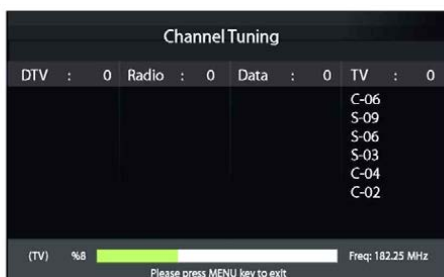 Channel Tuning
DTV : 0 Radio : 0 Data : 0 TV : 0
C-06
S-09
S-06
S-03
C-04
C-02
(TV) %8 Freq: 182.25 MHz
Please press MENU key to exit